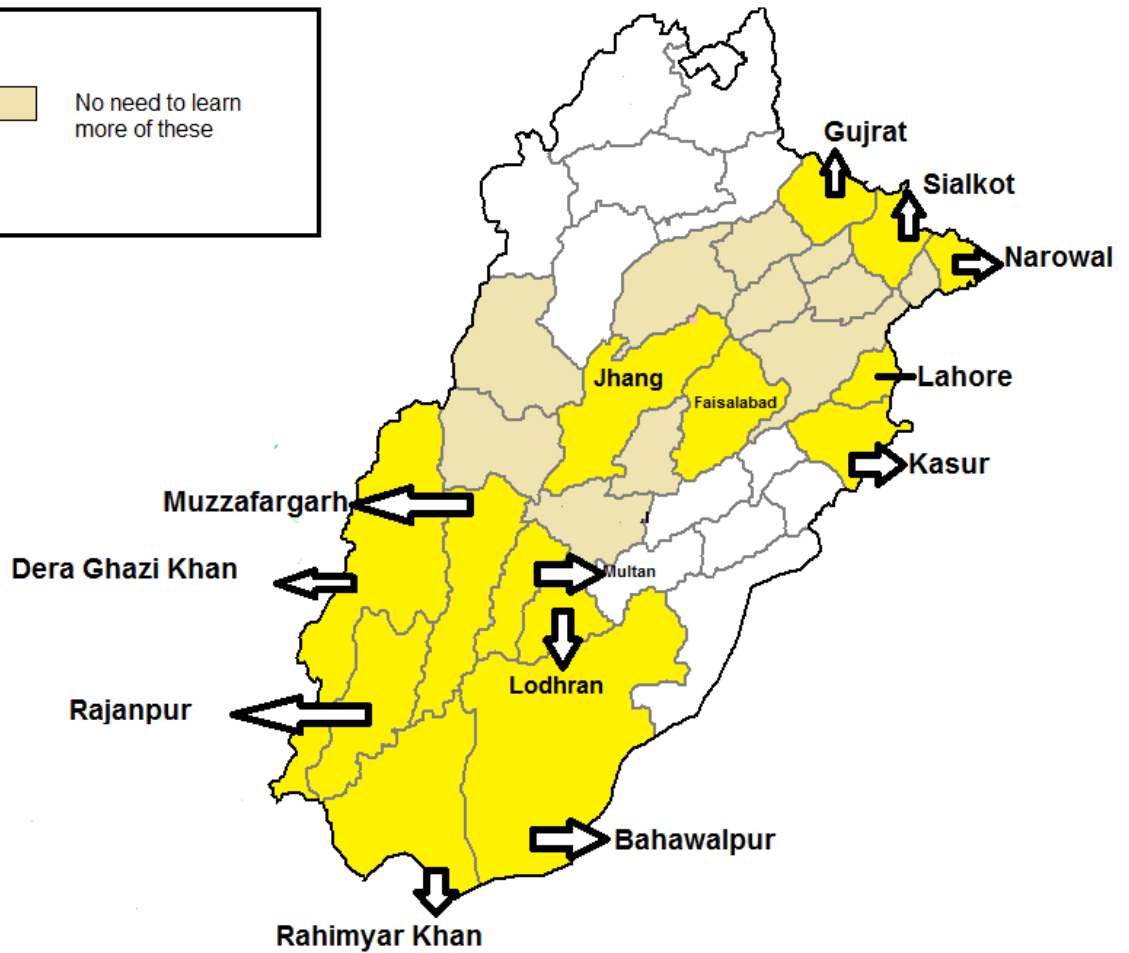 No need to learn
more of these
Gujrat
Sialkot
Narowal
Jhang
Lahore
Faisalabad
Kasur
Muzzafargarh
Dera Ghazi Khan
Multan
Lodhran
Rajanpur
Bahawalpur
Rahimyar Khan